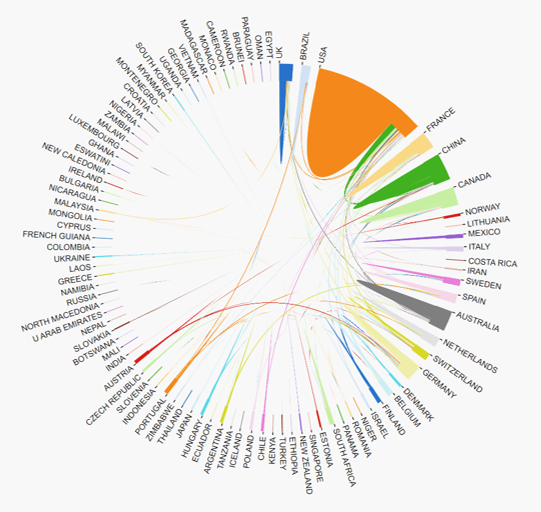 UK
BRAZIL
USA
FRANCE
CHINA
CANADA
NORWAY
LITHUANIA
MEXICO
ITALY
COSTA RICA
IRAN
SWEDEN
SPAIN
AUSTRALIA
NETHERLANDS
SWITZERLAND
GERMANY
DENMARK
BELGIUM
FINLAND
ISRAEL
NIGER
ROMANIA
PANAMA
SOUTH AFRICA
ESTONIA
SINGAPORE
NEW ZEALAND
ETHIOPIA
TURKEY
KENYA
CHILE
POLAND
ICELAND
TANZANIA
ARGENTINA
ECUADOR
HUNGARY
JAPAN
THAILAND
ZIMBABWE
PORTUGAL
INDONESIA
SLOVENIA
CZECH REPUBLIC
AUSTRIA
INDIA
MALI
BOTSWANA
SLOVAKIA
NEPAL
U ARAB EMIRATES
NORTH MACEDONIA
RUSSIA
NAMIBIA
GREECE
LAOS
UKRAINE
COLOMBIA
FRENCH GUIANA
CYPRUS
MONGOLIA
MALAYSIA
NICARAGUA
BULGARIA
IRELAND
NEW CALEDONIA
ESWATINI
GHANA
LUXEMBOURG
MALAWI
ZAMBIA
NIGERIA
LATVIA
CROATIA
MONTENEGRO
MYANMAR
SOUTH KOREA
UGANDA
GEORGIA
VIETNAM
MADAGASCAR
MONACO
CAMEROON
RWANDA
BRUNEI
PARAGUAY
OMAN
EGYPT